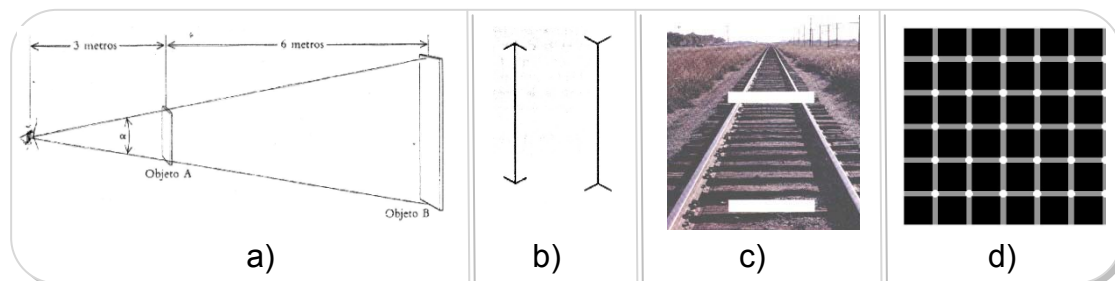 3 metros
6 metros
α
Objeto A
Objeto B
a)
b)
c)
d)